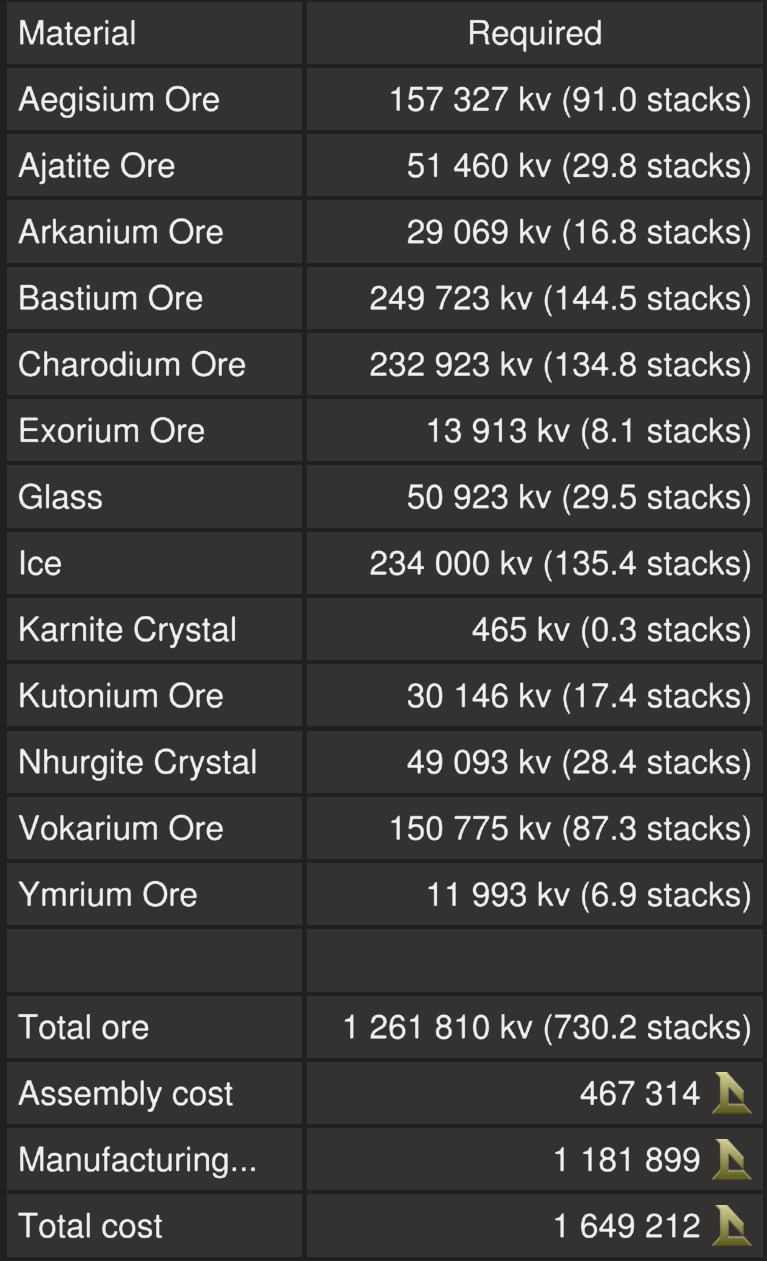 Material Required
Aegisium Ore 157 327 kv (91.0 stacks)
Ajatite Ore 51 460 kv (29.8 stacks)
Arkanium Ore 29 069 kv (16.8 stacks)
Bastium Ore 249 723 kv (144.5 stacks)
Charodium Ore 232 923 kv (134.8 stacks)
Exorium Ore 13 913 kv (8.1 stacks)
Glass 50 923 kv (29.5 stacks)
Ice 234 000 kv (135.4 stacks)
Karnite Crystal 465 kv (0.3 stacks)
Kutonium Ore 30 146 kv (17.4 stacks)
Nhurgite Crystal 49 093 kv (28.4 stacks)
Vokarium Ore 150 775 kv (87.3 stacks)
Ymrium Ore 11 993 kv (6.9 stacks)
Total ore 1 261 810 kv (730.2 stacks)
Assembly cost 467 314
Manufacturing... 1 181 899
Total cost 1 649 212